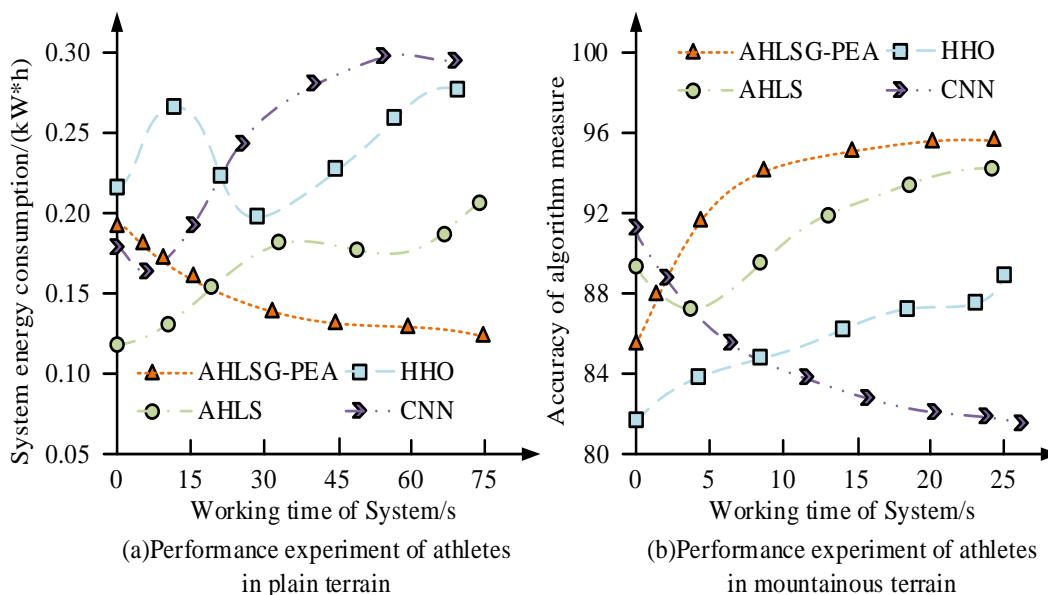 System energy consumption/(kW*h)
0.30
0.25
0.20
0.15
0.10
0.05
AHLSG-PEA
HHO
AHLS
CNN
0 15 30 45 60 75
Working time of System/s
(a)Performance experiment of athletes
in plain terrain
Accuracy of algorithm measure
100
96
92
88
84
80
AHLSG-PEA
HHO
AHLS
CNN
0 5 10 15 20 25
Working time of System/s
(b)Performance experiment of athletes
in mountainous terrain